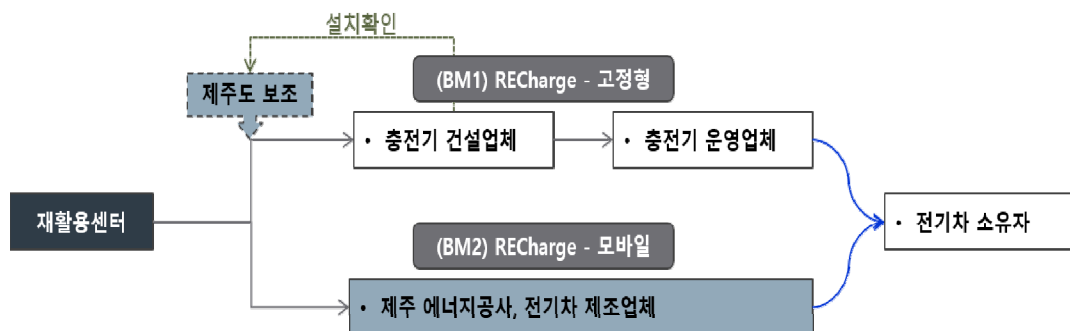 설치확인
(BM1) RECharge - 고정형
제주도 보조
• 충전기 건설업체
• 충전기 운영업체
재활용센터
• 전기차 소유자
(BM2) RECharge - 모바일
• 제주 에너지공사, 전기차 제조업체